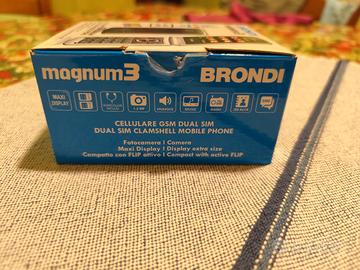 magnum3 BRONDI
MAXI
DISPLAY
CELLULARE GSM DUAL SIM
DUAL SIM CLAMSHELL MOBILE PHONE
Fotocamera | Camera
Maxi Display | Display extra size
Compatto con FLIP attivo | Compact with active FLIP